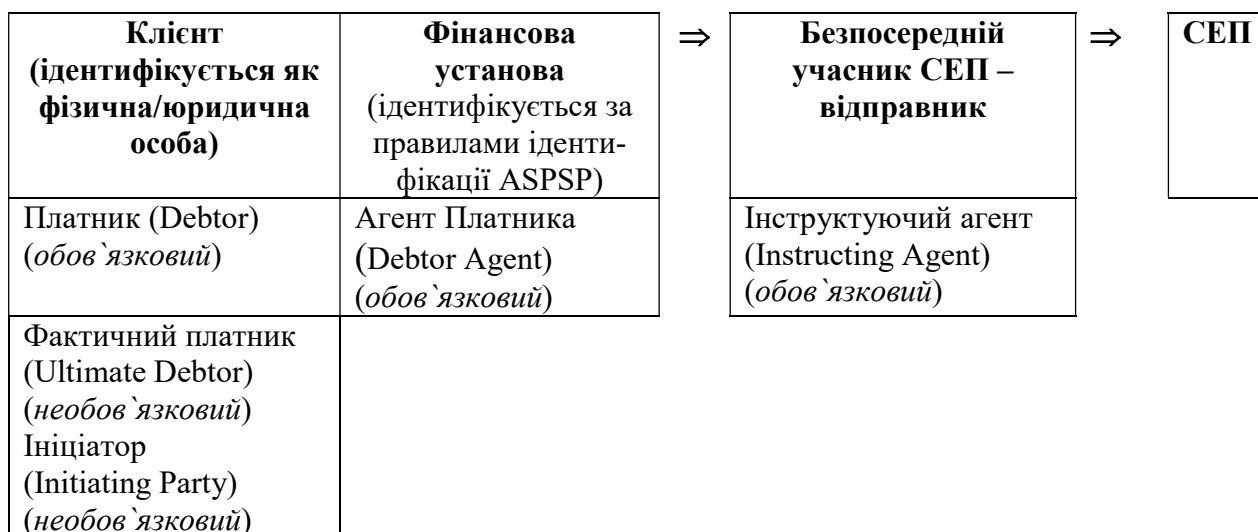 Клієнт
(ідентифікується як
фізична/юридична
особа)
Фінансова
установа
(ідентифікується за
правилами іденти-
фікації ASPSP)
⇒
Безпосередній
учасник СЕП –
відправник
⇒
СЕП
Платник (Debtor)
(обов`язковий)
Агент Платника
(Debtor Agent)
(обов`язковий)
Інструктуючий агент
(Instructing Agent)
(обов`язковий)
Фактичний платник
(Ultimate Debtor)
(необов`язковий)
Ініціатор
(Initiating Party)
(необов`язковий)